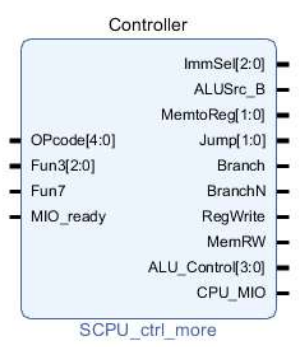 Controller
ImmSel[2:0]
ALUSrc_B
MemtoReg[1:0]
OPcode[4:0]
Jump[1:0]
Fun3[2:0]
Branch
Fun7
BranchN
MIO_ready
RegWrite
MemRW
ALU_Control[3:0]
CPU_MIO
SCPU_ctrl_more